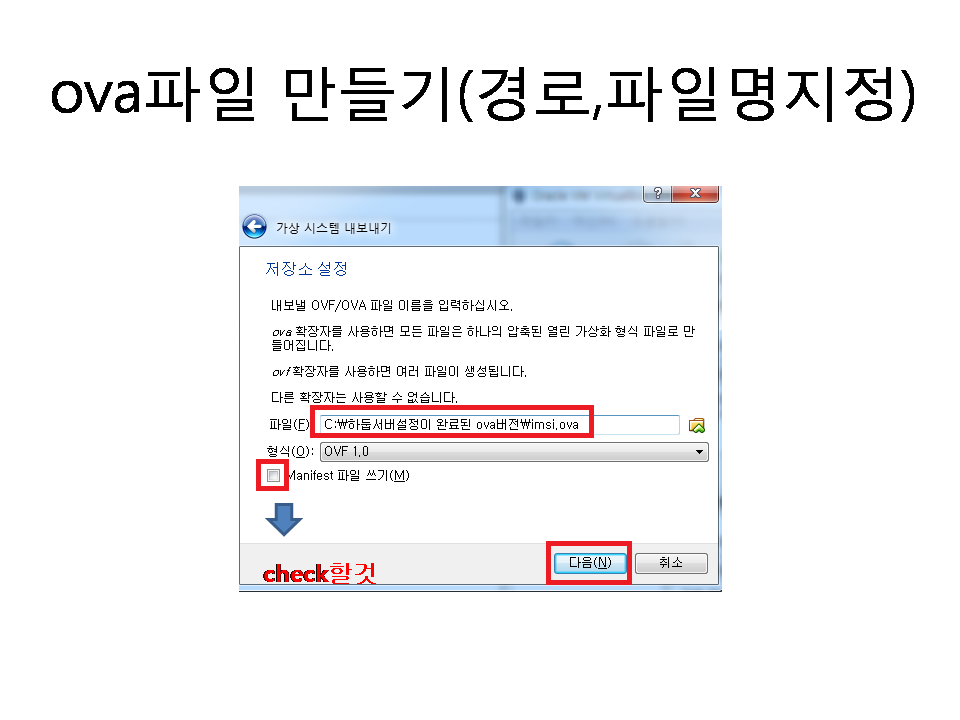 ova파일 만들기(경로,파일명지정)
?
가상 시스템 내보내기
저장소 설정
내보낼 OVF/OVA 파일 이름을 입력하십시오.
ova 확장자를 사용하면 모든 파일은 하나의 압축된 열린 가상화 형식 파일로 만
들어집니다.
ovf 확장자를 사용하면 여러 파일이 생성됩니다.
다른 확장자는 사용할 수 없습니다.
파일(F) C:₩하둡서버설정이 완료된 ova버전₩imsi.ova
형식(O): OVF 1.0
Manifest 파일 쓰기(M)
check할것
다음(N) 취소